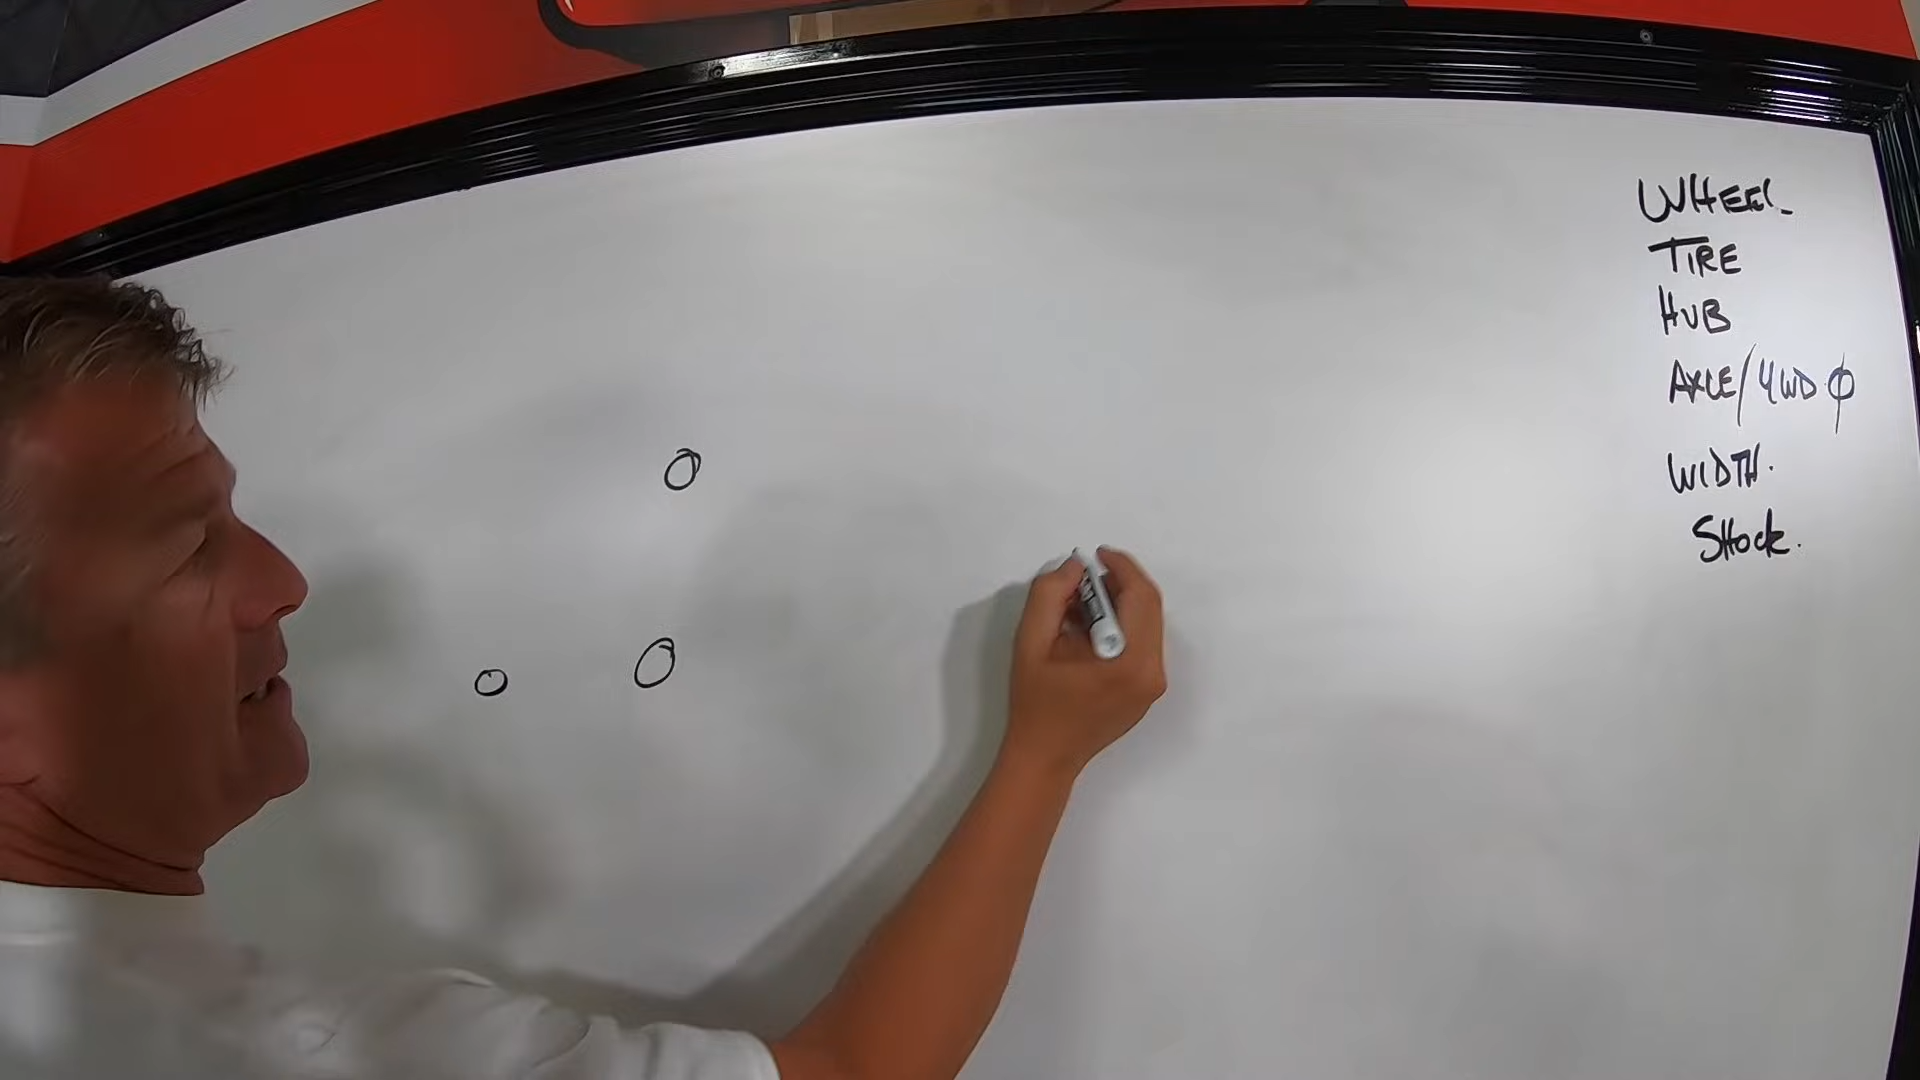 WHEEL
TIRE
HUB
AXLE/4WD Ø
WIDTH.
SHock.